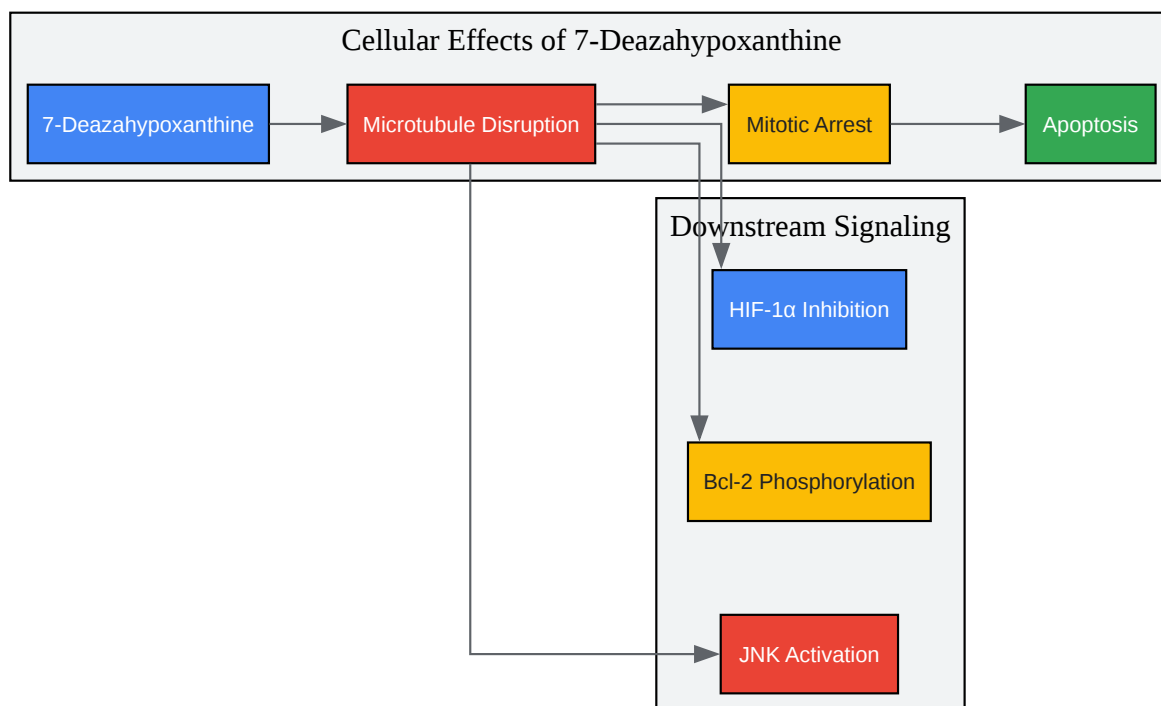 Cellular Effects of 7-Deazahypoxanthine
7-Deazahypoxanthine
Microtubule Disruption
Mitotic Arrest
Apoptosis
Downstream Signaling
HIF-1α Inhibition
Bcl-2 Phosphorylation
JNK Activation